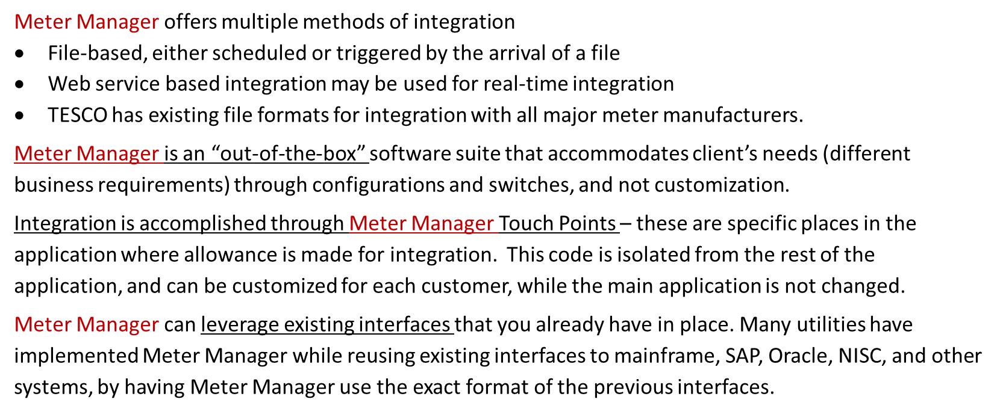 Meter Manager offers multiple methods of integration
• File-based, either scheduled or triggered by the arrival of a file
• Web service based integration may be used for real-time integration
• TESCO has existing file formats for integration with all major meter manufacturers.
Meter Manager is an “out-of-the-box” software suite that accommodates client’s needs (different
business requirements) through configurations and switches, and not customization.
Integration is accomplished through Meter Manager Touch Points – these are specific places in the
application where allowance is made for integration.  This code is isolated from the rest of the
application, and can be customized for each customer, while the main application is not changed.
Meter Manager can leverage existing interfaces that you already have in place. Many utilities have
implemented Meter Manager while reusing existing interfaces to mainframe, SAP, Oracle, NISC, and other
systems, by having Meter Manager use the exact format of the previous interfaces.